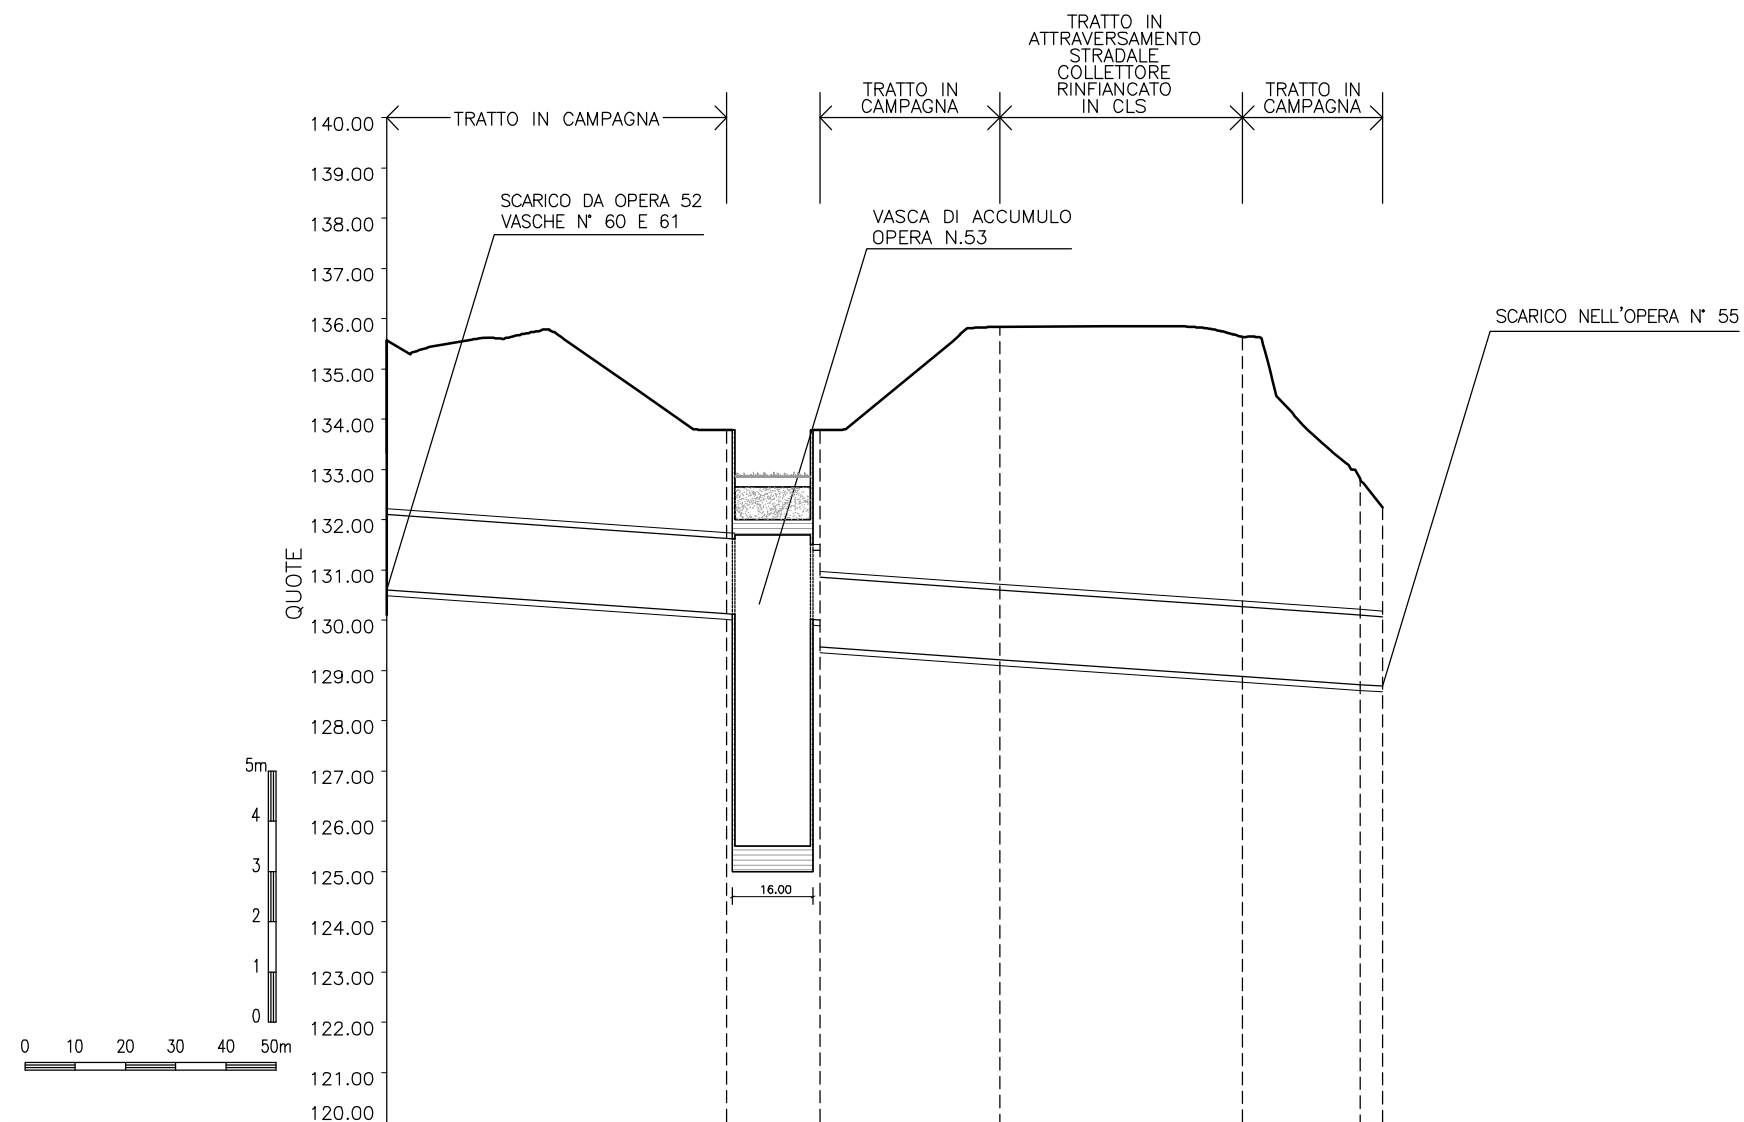 TRATTO IN
ATTRAVERSAMENTO
STRADALE
COLLETTORE
RINFIANCATO
IN CLS
TRATTO IN
CAMPAGNA
TRATTO IN
CAMPAGNA
TRATTO IN CAMPAGNA
SCARICO DA OPERA 52
VASCHE N° 60 E 61
VASCA DI ACCUMULO
OPERA N.53
SCARICO NELL'OPERA N° 55
QUOTE
140.00
139.00
138.00
137.00
136.00
135.00
134.00
133.00
132.00
131.00
130.00
129.00
128.00
127.00
126.00
125.00
124.00
123.00
122.00
121.00
120.00
16.00
5m
4
3
2
1
0
0 10 20 30 40 50m